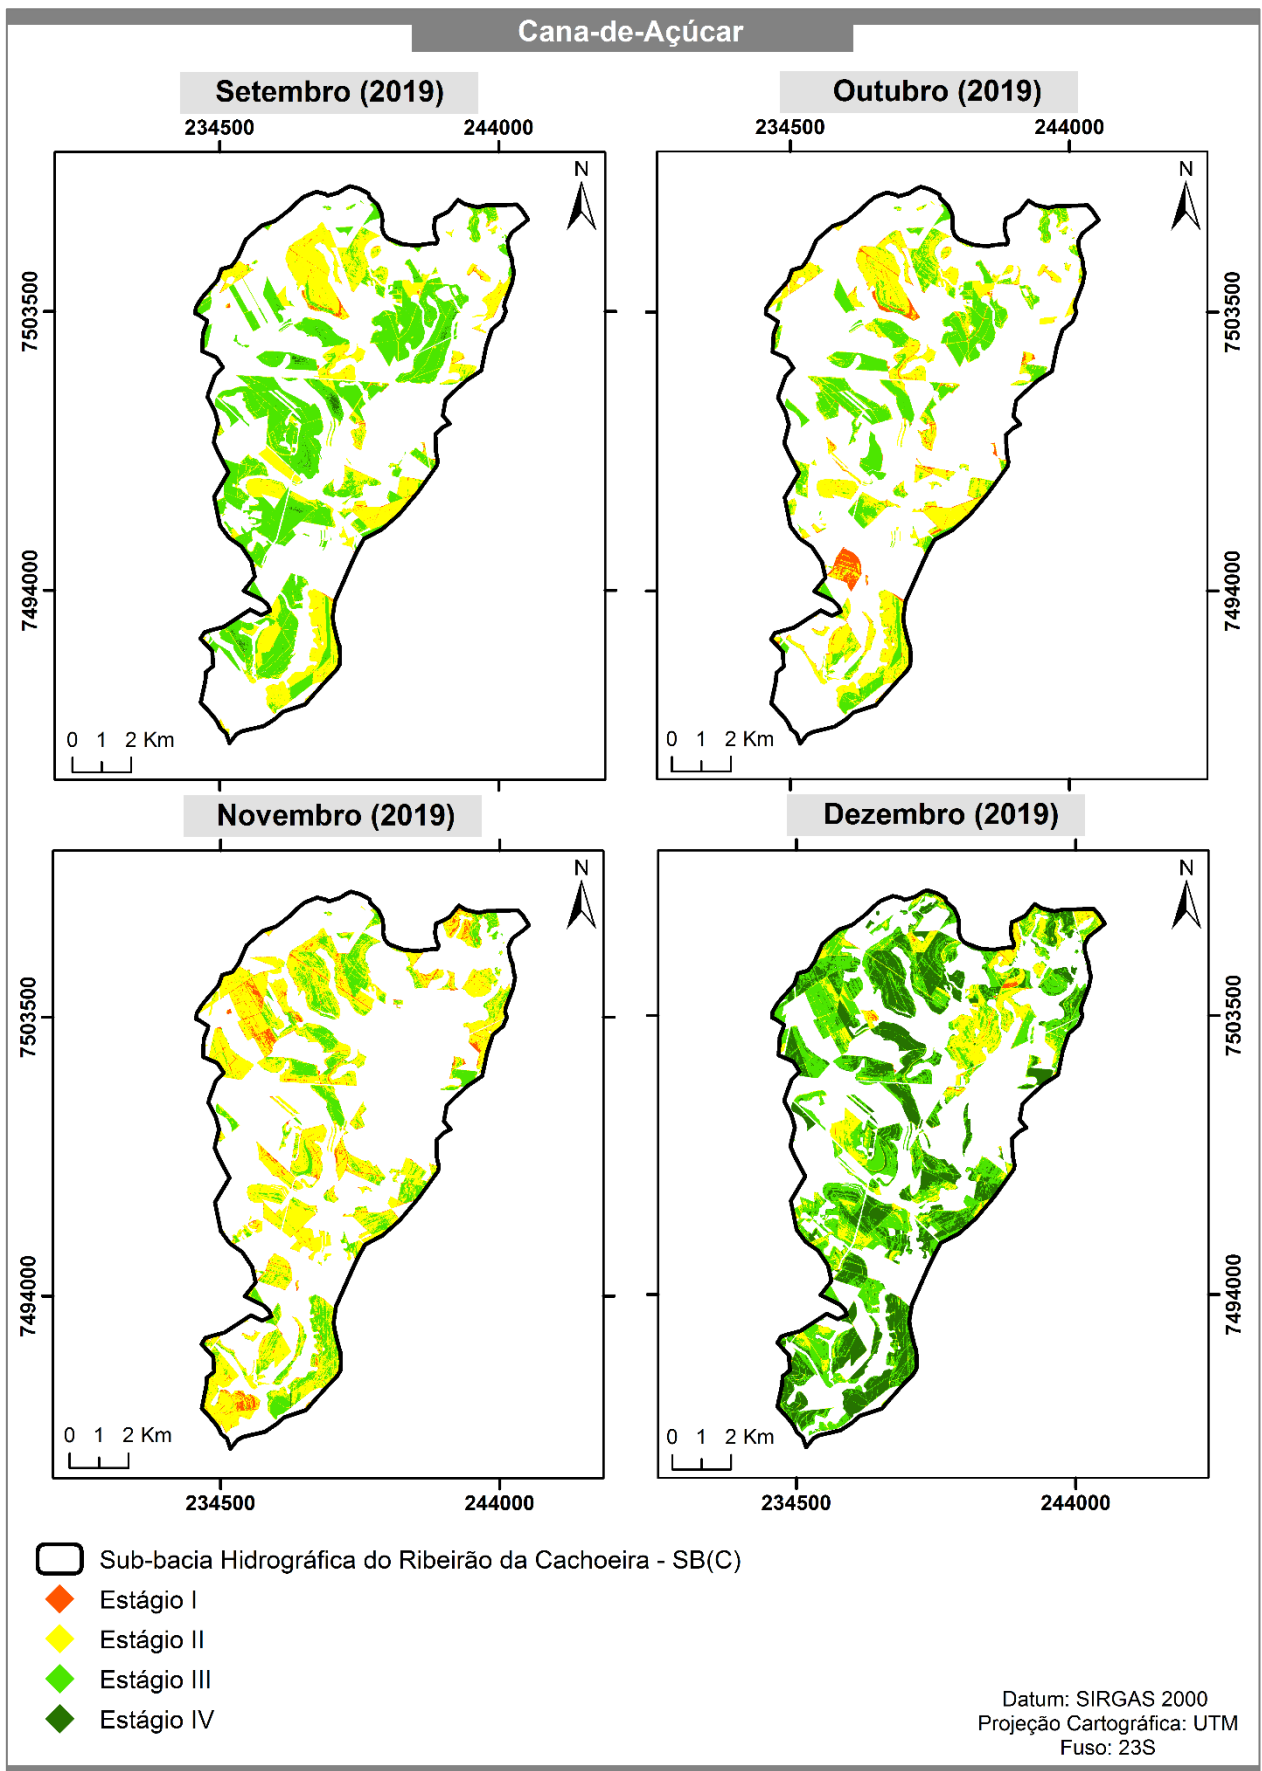 Cana-de-Açúcar
Setembro (2019)
Outubro (2019)
234500 244000
234500 244000
N
N
7503500
7503500
7494000
7494000
0 1 2 Km
0 1 2 Km
Novembro (2019)
Dezembro (2019)
N
N
7503500
7503500
7494000
7494000
0 1 2 Km
0 1 2 Km
234500 244000
234500 244000
Sub-bacia Hidrográfica do Ribeirão da Cachoeira - SB(C)
Estágio I
Estágio II
Estágio III
Estágio IV
Datum: SIRGAS 2000
Projeção Cartográfica: UTM
Fuso: 23S